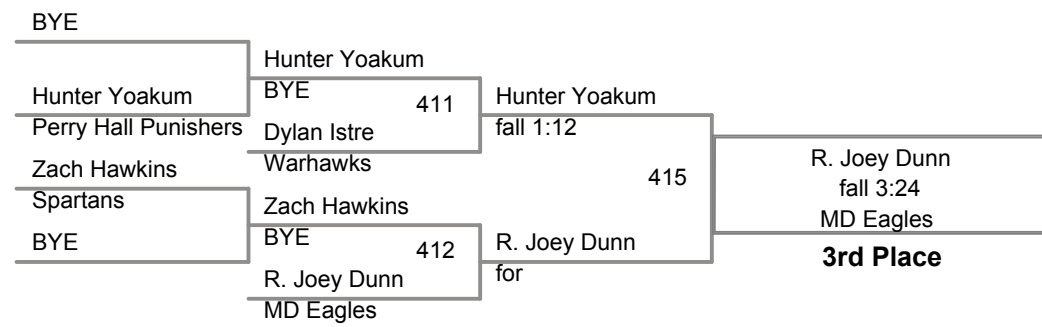 BYE
Hunter Yoakum
Perry Hall Punishers
Zach Hawkins
Spartans
BYE
Hunter Yoakum
BYE
411
Dylan Istre
Warhawks
Zach Hawkins
BYE
412
R. Joey Dunn
MD Eagles
Hunter Yoakum
fall 1:12
415
R. Joey Dunn
for
R. Joey Dunn
fall 3:24
MD Eagles
3rd Place